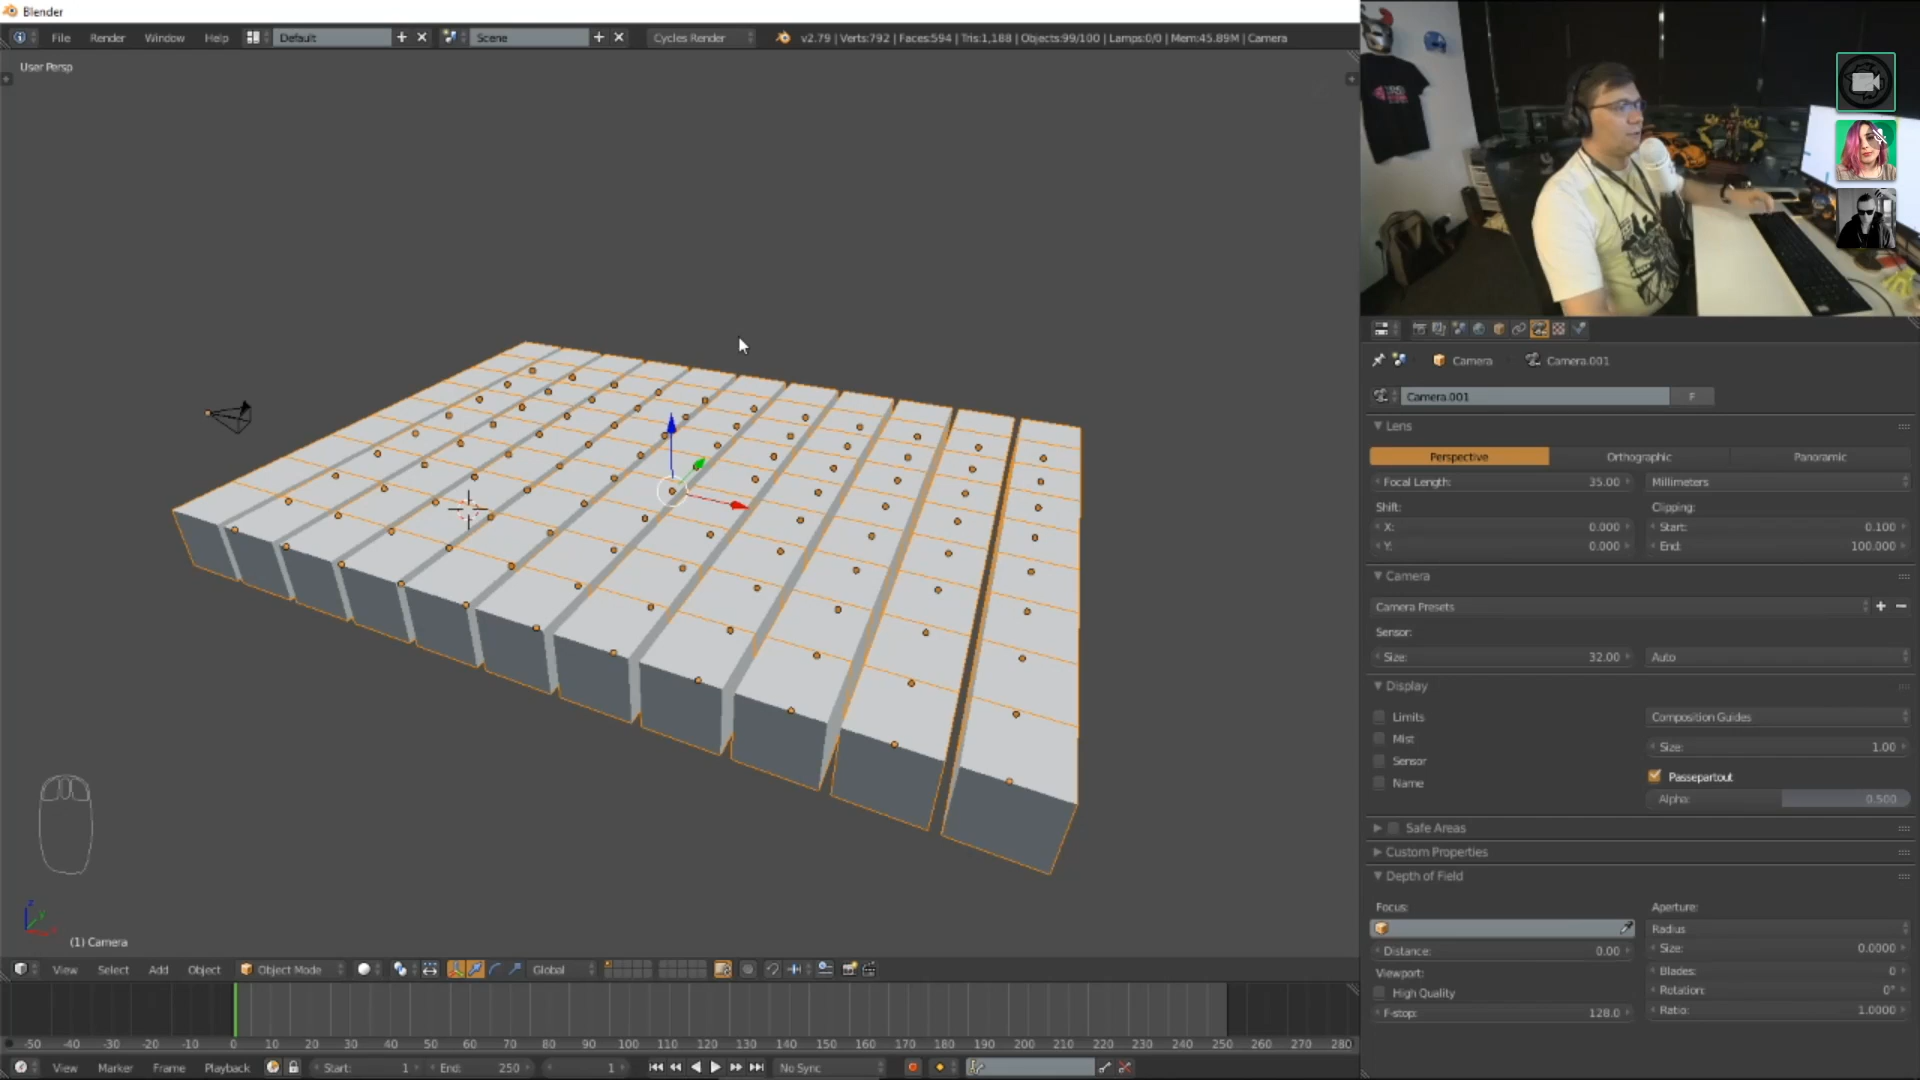 Blender
File Render Window Help Default Scene Cycles Render v2.79 | Verts:792 | Faces:594 | Tris:1,188 | Objects:99/100 | Lamps:0/0 | Mem:45.89M | Camera
User Persp
Camera Camera.001
Camera.001 F
Lens
Perspective Orthographic Panoramic
Focal Length: 35.00 Millimeters
Shift: Clipping:
X: 0.000 Start: 0.100
Y: 0.000 End: 100.000
Camera
Camera Presets
Sensor:
Size: 32.00 Auto
Display
Limits Composition Guides
Mist Size: 1.00
Sensor Passepartout
Name Alpha: 0.500
Safe Areas
Custom Properties
Depth of Field
Focus: Aperture:
Radius
Distance: 0.00 Size: 0.0000
Viewport: Blades: 0
High Quality Rotation: 0°
F-stop: 128.0 Ratio: 1.0000
z
y
(1) Camera
View Select Add Object Object Mode Global
-50 -40 -30 -20 -10 0 10 20 30 40 50 60 70 80 90 100 110 120 130 140 150 160 170 180 190 200 210 220 230 240 250 260 270 280
View Marker Frame Playback Start: 1 End: 250 1 No Sync